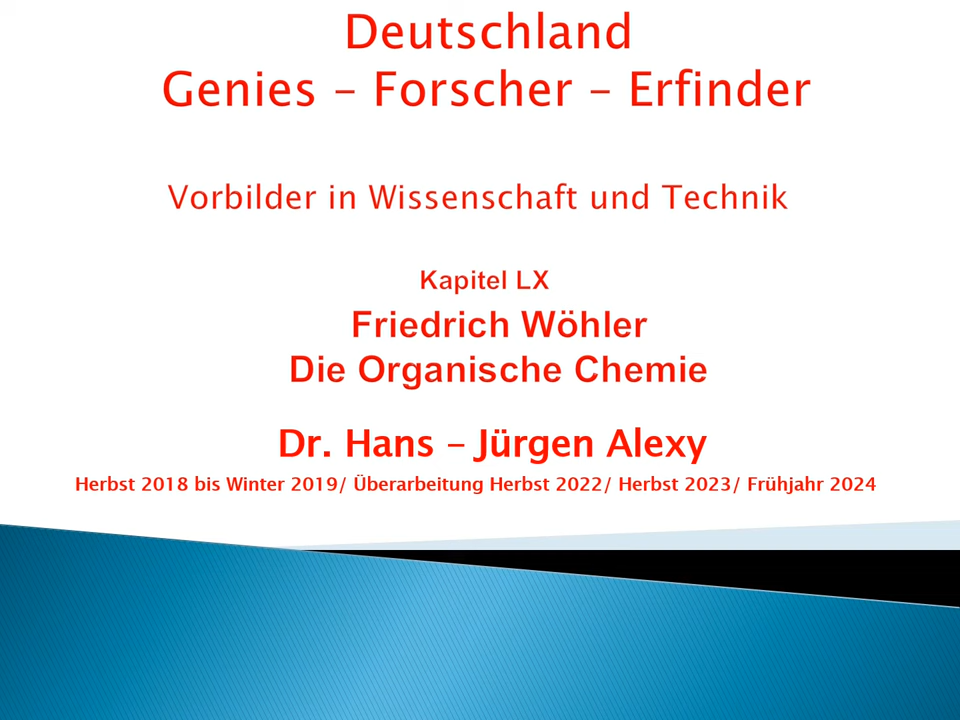 Deutschland
Genies – Forscher – Erfinder
Vorbilder in Wissenschaft und Technik
Kapitel LX
Friedrich Wöhler
Die Organische Chemie
Dr. Hans – Jürgen Alexy
Herbst 2018 bis Winter 2019/ Überarbeitung Herbst 2022/ Herbst 2023/ Frühjahr 2024